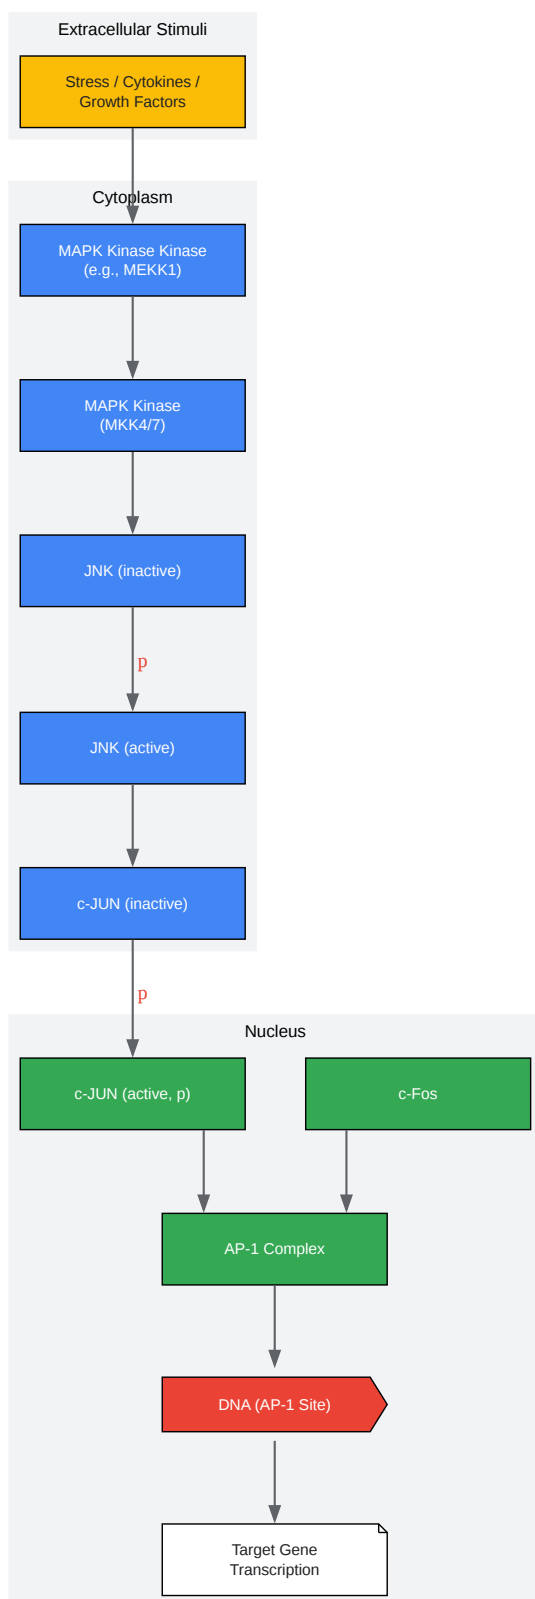 Extracellular Stimuli
Stress / Cytokines /
Growth Factors
Cytoplasm
MAPK Kinase Kinase
(e.g., MEKK1)
MAPK Kinase
(MKK4/7)
JNK (inactive)
p
JNK (active)
c-JUN (inactive)
p
Nucleus
c-JUN (active, p)
c-Fos
AP-1 Complex
DNA (AP-1 Site)
Target Gene
Transcription